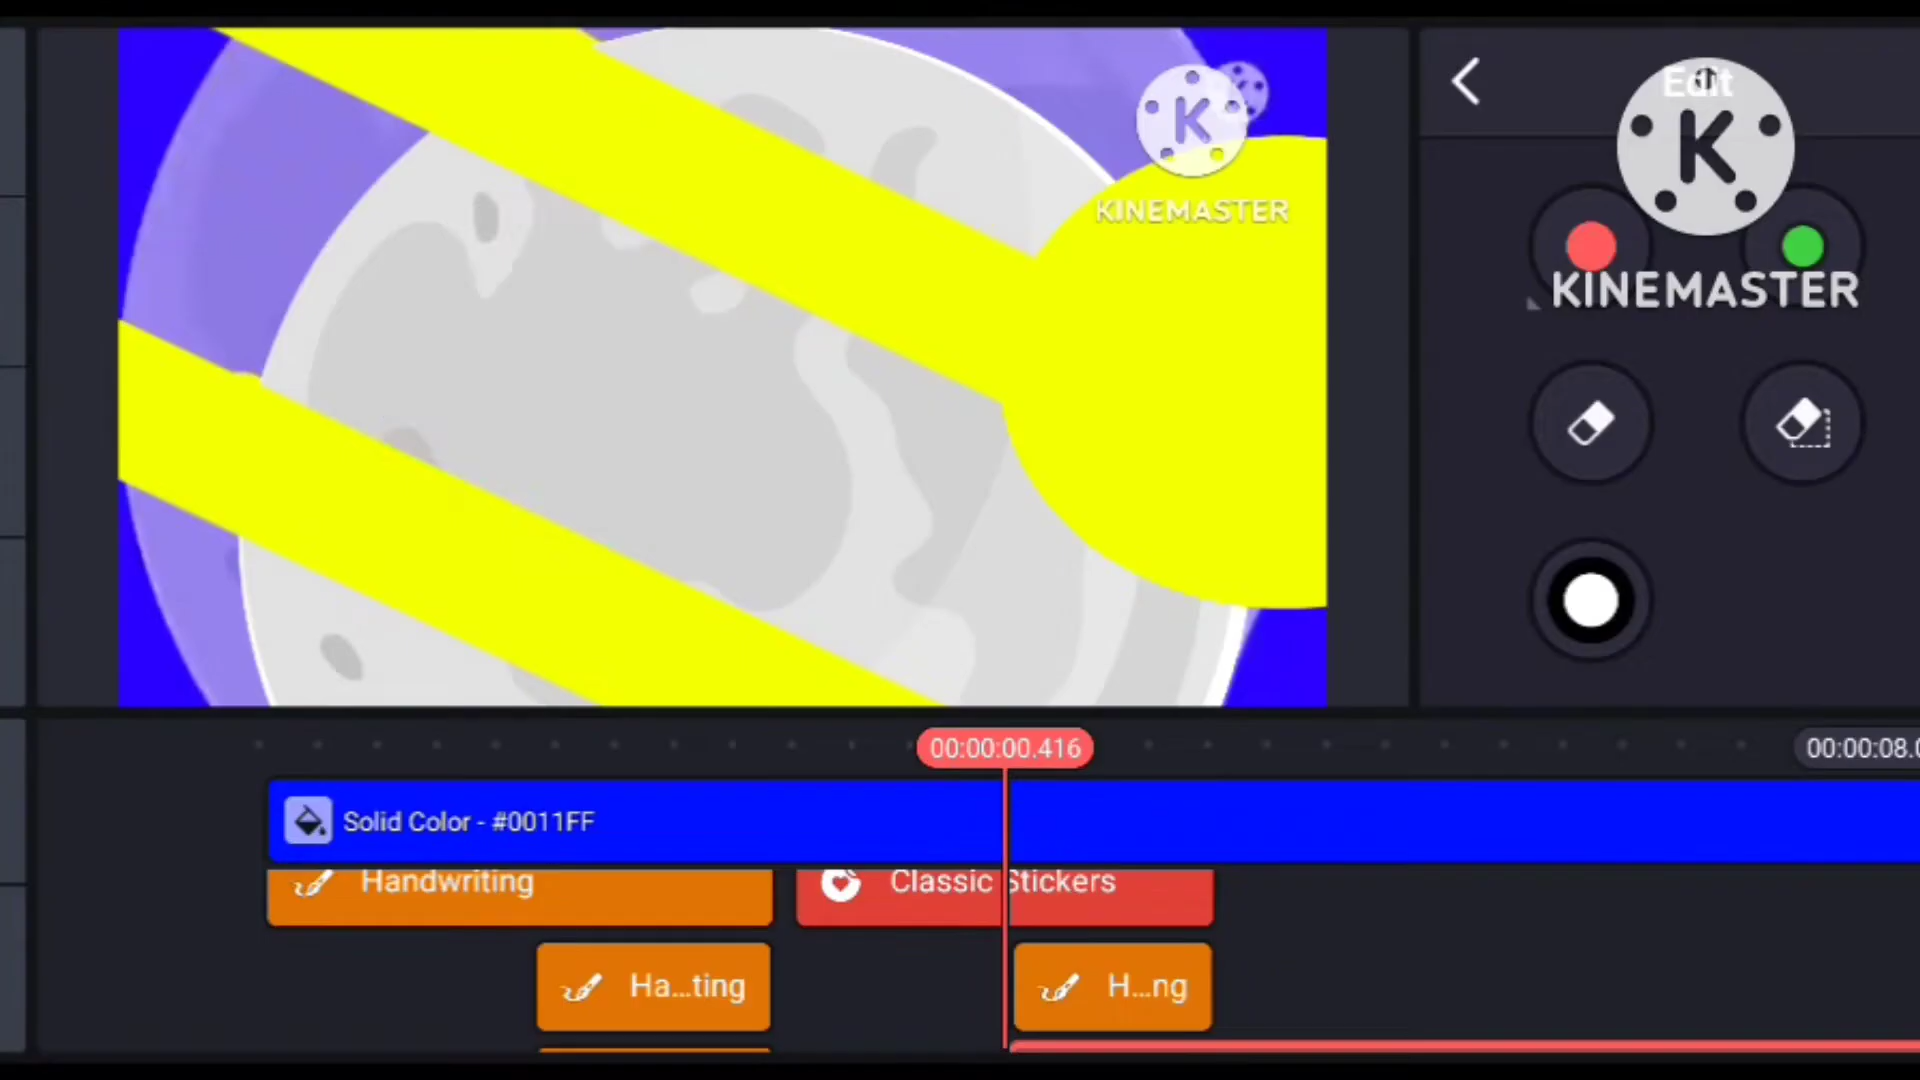 Edit
K
KINEMASTER
K
KINEMASTER
00:00:00.416
00:00:08.0
Solid Color - #0011FF
Handwriting
Classic Stickers
Ha...ting
H...ng